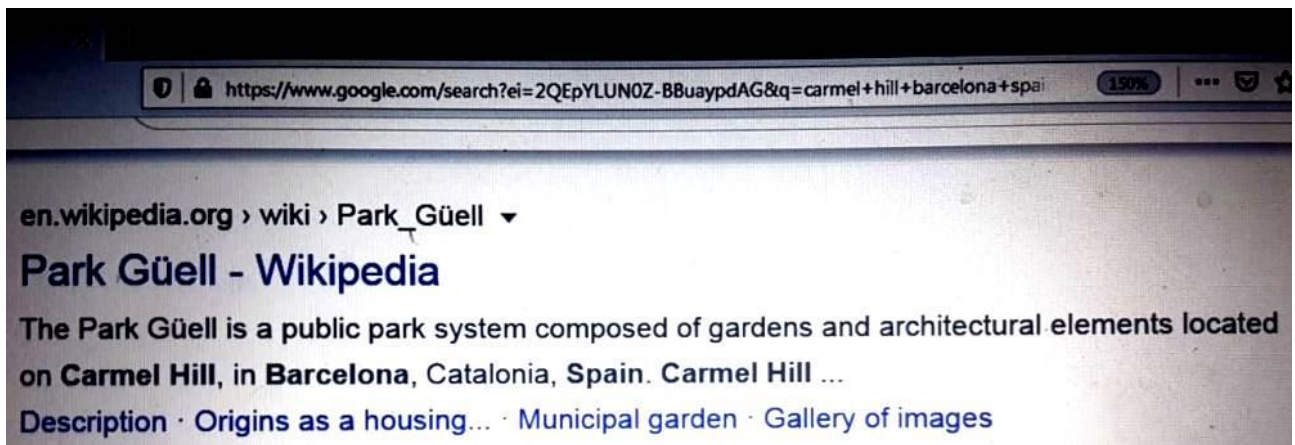 https://www.google.com/search?ei=2QEpYLUN0Z-BBuaypdAG&q=carmel+hill+barcelona+spai
150%
en.wikipedia.org › wiki › Park_Güell
Park Güell - Wikipedia
The Park Güell is a public park system composed of gardens and architectural elements located
on Carmel Hill, in Barcelona, Catalonia, Spain. Carmel Hill ...
Description · Origins as a housing... · Municipal garden · Gallery of images